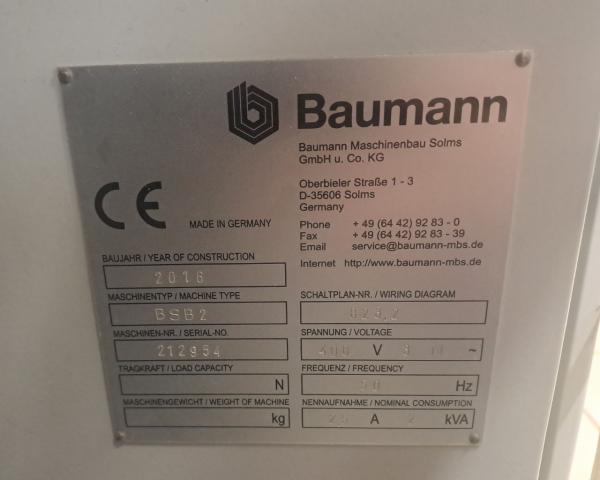 Baumann
Baumann Maschinenbau Solms
GmbH u. Co. KG
Oberbieler Straße 1 - 3
D-35606 Solms
Germany
CE
MADE IN GERMANY
Phone + 49 (64 42) 92 83 - 0
Fax + 49 (64 42) 92 83 - 39
Email service@baumann-mbs.de
Internet http://www.baumann-mbs.de
BAUJAHR / YEAR OF CONSTRUCTION
2016
MASCHINENTYP / MACHINE TYPE
BSB2
MASCHINEN-NR. / SERIAL-NO.
212954
TRAGKRAFT / LOAD CAPACITY
N
MASCHINENGEWICHT / WEIGHT OF MACHINE
kg
SCHALTPLAN-NR. / WIRING DIAGRAM
SPANNUNG / VOLTAGE
400 V ~
FREQUENZ / FREQUENCY
50 Hz
NENNAUFNAHME / NOMINAL CONSUMPTION
25 A 2 kVA